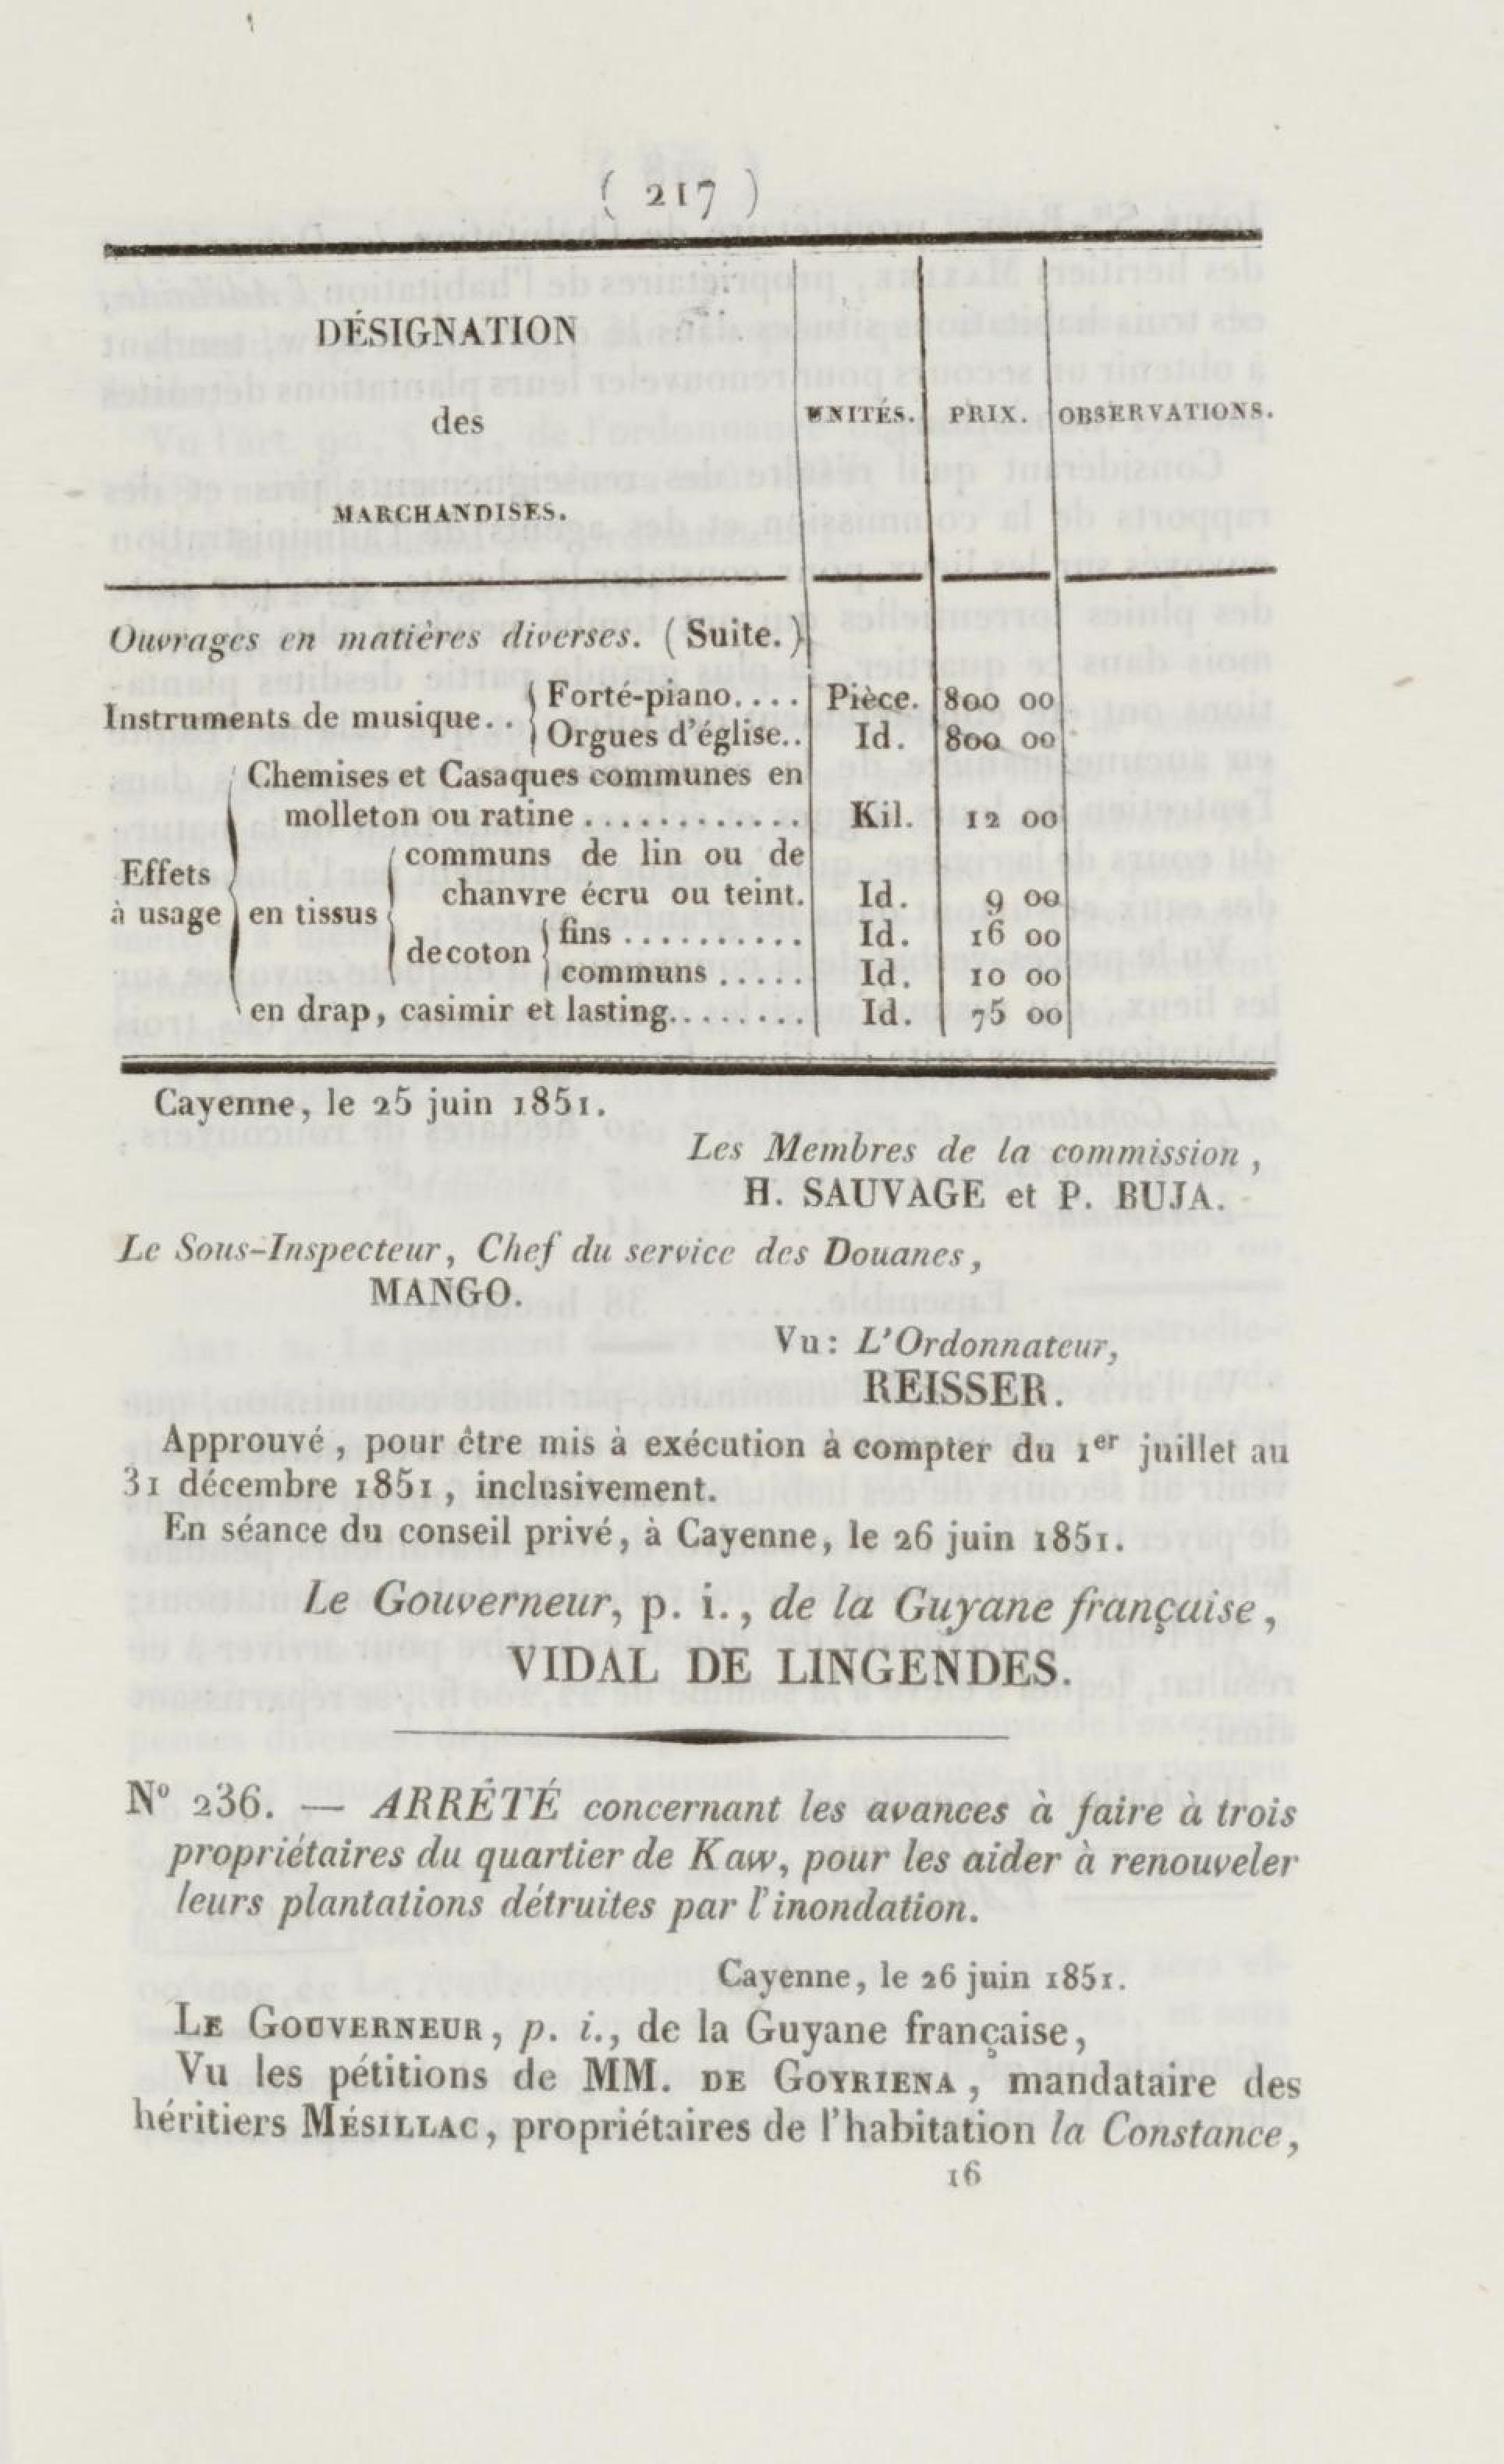 ( 217 )
DÉSIGNATION
des
MARCHANDISES.
UNITÉS. PRIX. OBSERVATIONS.
Ouvrages en matières diverses. (Suite.)
Instruments de musique.. Forté-piano.... Pièce. 800 00
Orgues d'église.. Id. 800 00
Chemises et Casaques communes en
molleton ou ratine............ Kil. 12 00
Effets
à usage
en tissus
communs de lin ou de
chanvre écru ou teint. Id. 9 00
de coton
fins.......... Id. 16 00
communs..... Id. 10 00
en drap, casimir et lasting........ Id. 75 00
Cayenne, le 25 juin 1851.
Les Membres de la commission,
H. SAUVAGE et P. BUJA.
Le Sous-Inspecteur, Chef du service des Douanes,
MANGO.
Vu: L'Ordonnateur,
REISSER.
Approuvé, pour être mis à exécution à compter du 1er juillet au
31 décembre 1851, inclusivement.
En séance du conseil privé, à Cayenne, le 26 juin 1851.
Le Gouverneur, p. i., de la Guyane française,
VIDAL DE LINGENDES.
N° 236. — ARRÊTÉ concernant les avances à faire à trois
propriétaires du quartier de Kaw, pour les aider à renouveler
leurs plantations détruites par l'inondation.
Cayenne, le 26 juin 1851.
LE GOUVERNEUR, p. i., de la Guyane française,
Vu les pétitions de MM. DE GOYRIENA, mandataire des
héritiers MÉSILLAC, propriétaires de l'habitation la Constance,
16